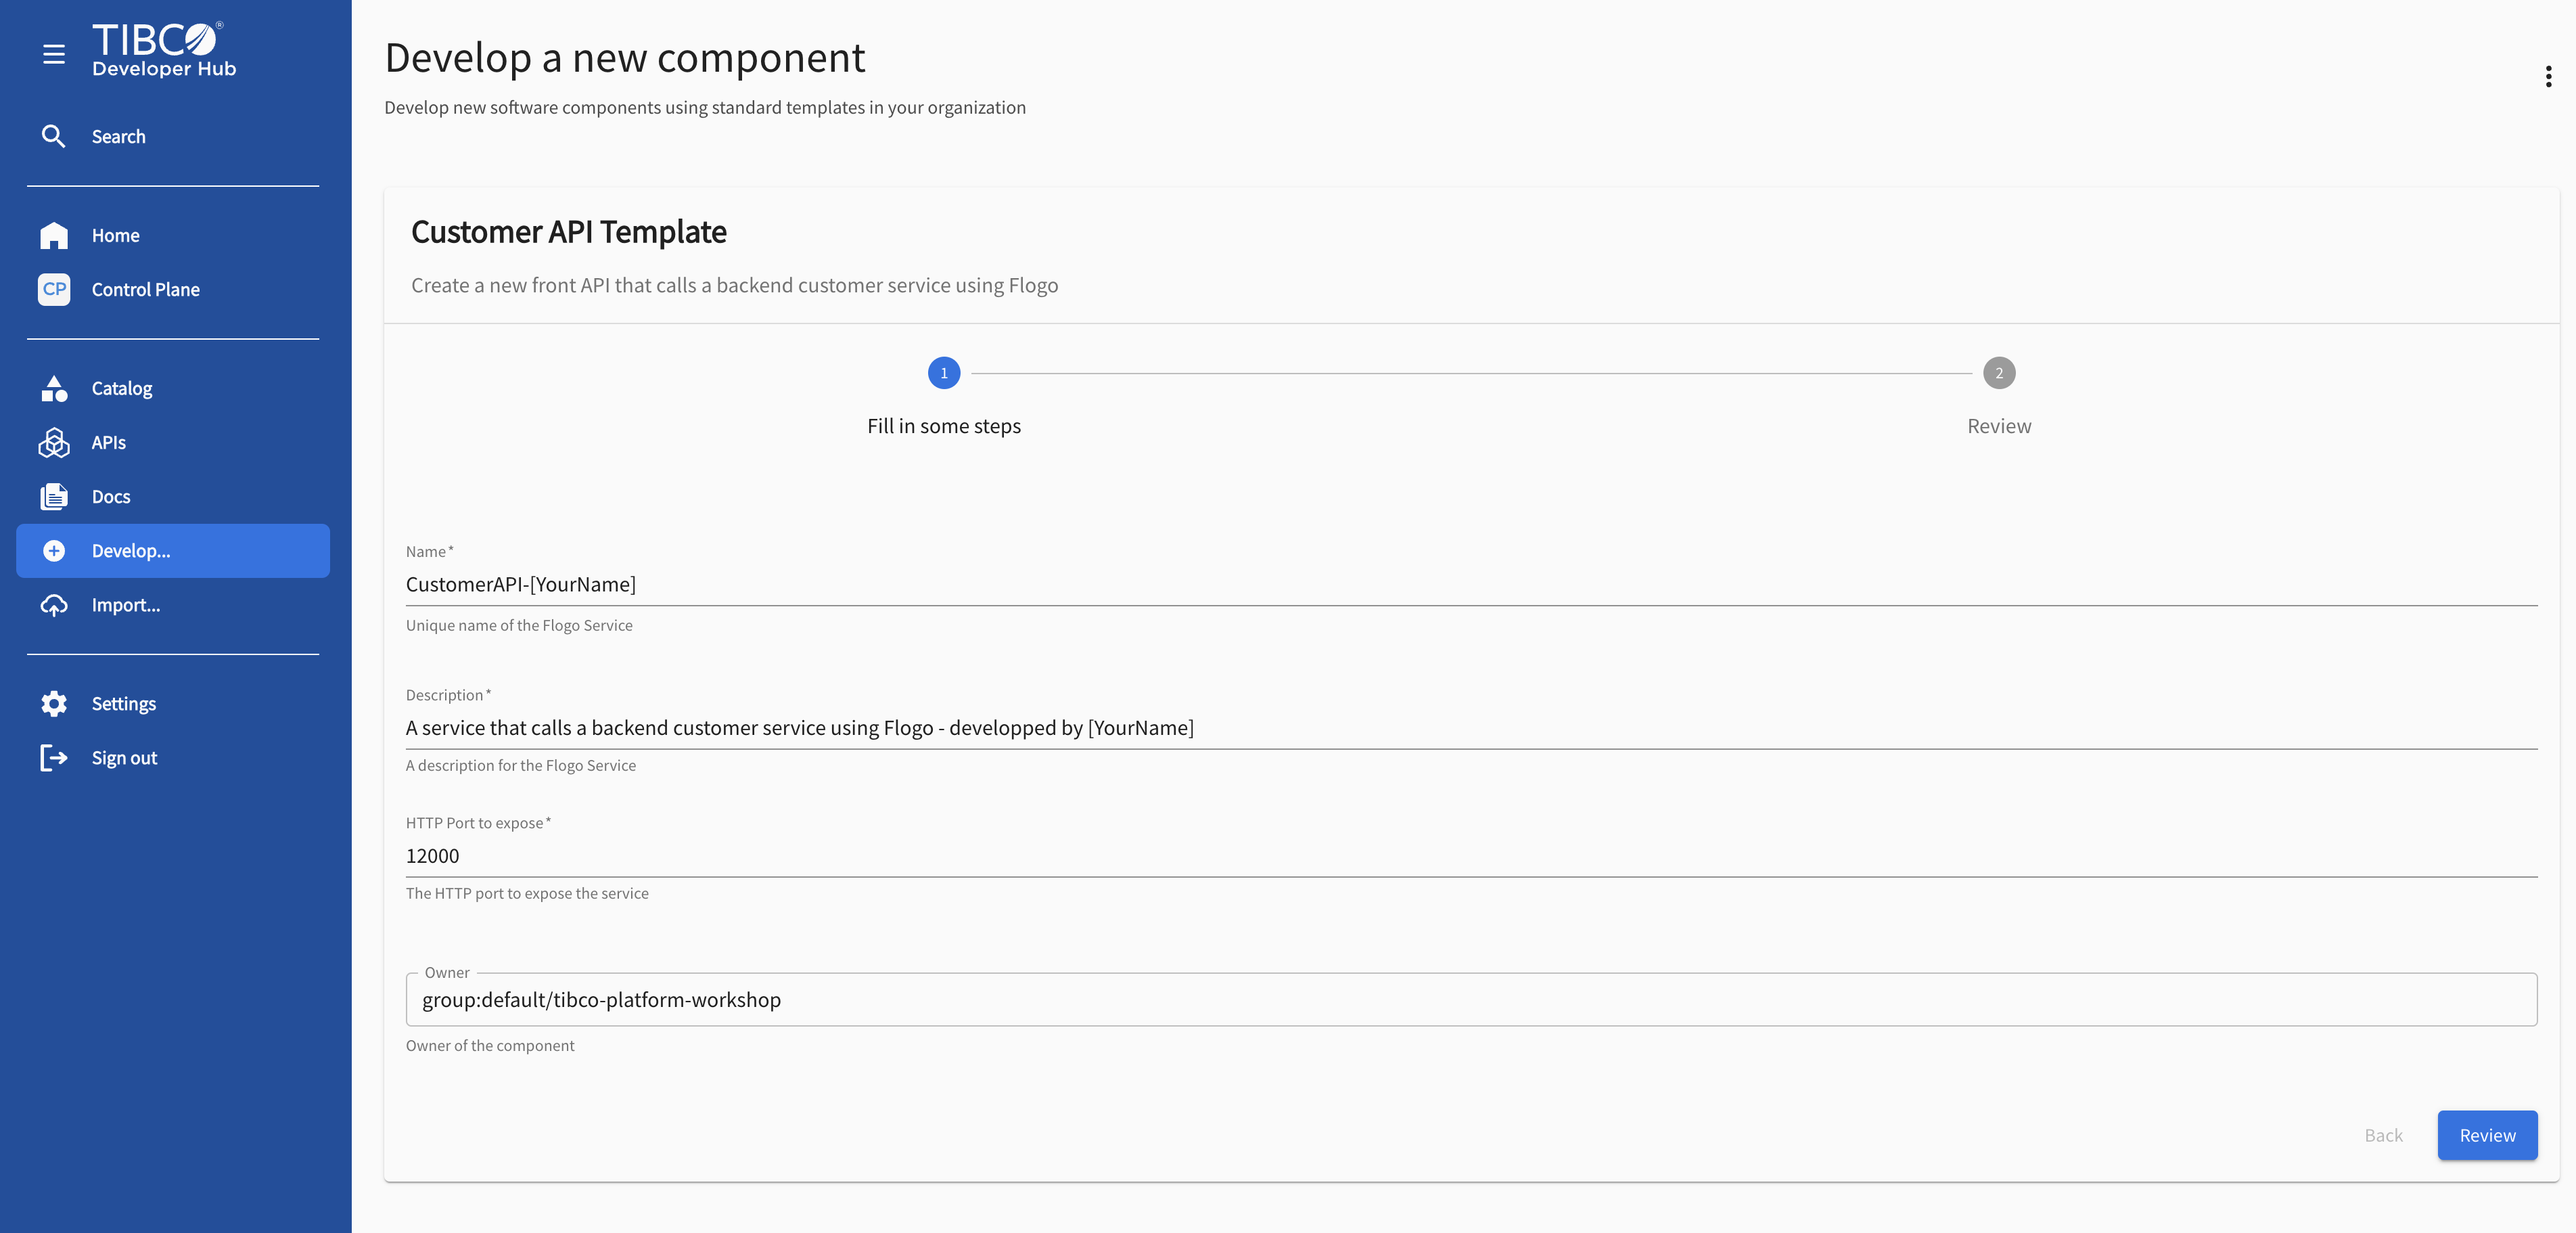 TIBCO®
Developer Hub
Search
Home
CP Control Plane
Catalog
APIs
Docs
Develop...
Import...
Settings
Sign out
Develop a new component
Develop new software components using standard templates in your organization
Customer API Template
Create a new front API that calls a backend customer service using Flogo
1 2
Fill in some steps Review
Name *
CustomerAPI-[YourName]
Unique name of the Flogo Service
Description *
A service that calls a backend customer service using Flogo - developped by [YourName]
A description for the Flogo Service
HTTP Port to expose *
12000
The HTTP port to expose the service
Owner
group:default/tibco-platform-workshop
Owner of the component
Back Review